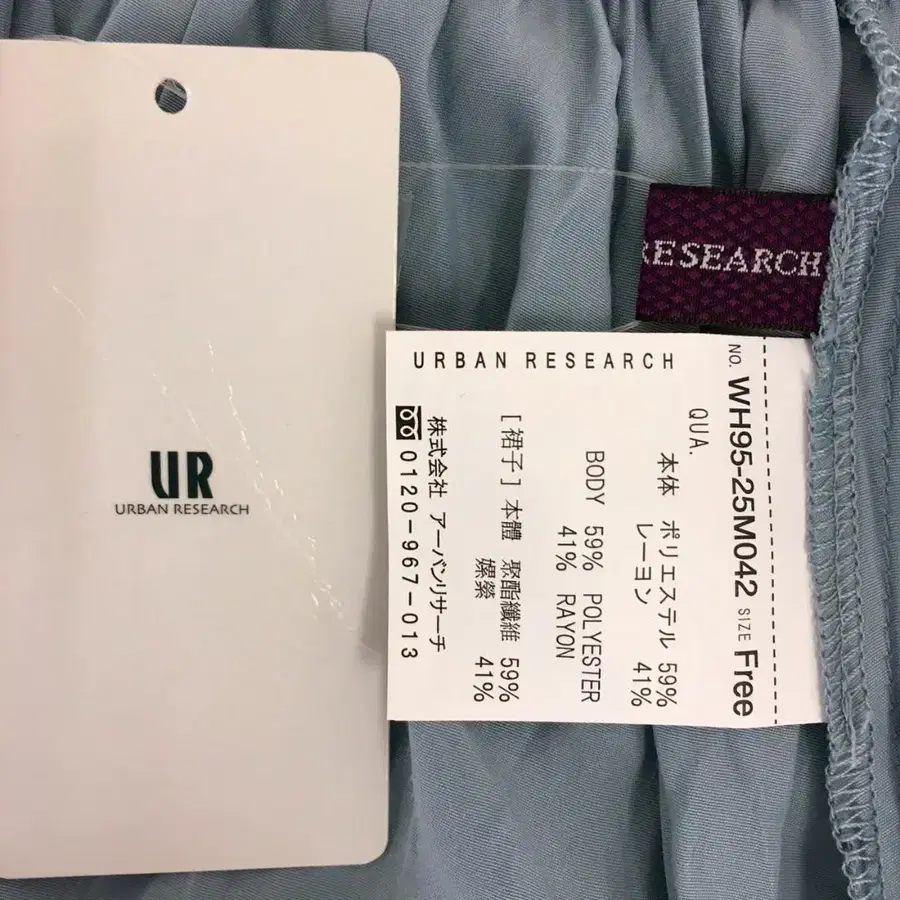 UR
URBAN RESEARCH
RESEARCH
URBAN RESEARCH
NO. WH95-25M042 SIZE Free
QUA.
本体 ポリエステル 59%
レーヨン 41%
BODY 59% POLYESTER
41% RAYON
[裙子] 本體 聚酯纖維 59%
嫘縈 41%
株式会社 アーバンリサーチ
0120-967-013